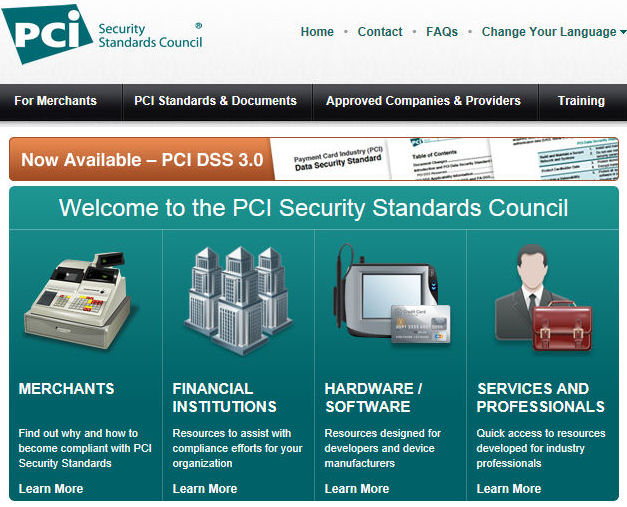 PCI Security Standards Council ®
Home • Contact • FAQs • Change Your Language
For Merchants
PCI Standards & Documents
Approved Companies & Providers
Training
Now Available – PCI DSS 3.0
Payment Card Industry (PCI)
Data Security Standard
Table of Contents
Document Changes
Welcome to the PCI Security Standards Council
MERCHANTS
Find out why and how to
become compliant with PCI
Security Standards
Learn More
FINANCIAL
INSTITUTIONS
Resources to assist with
compliance efforts for your
organization
Learn More
Credit Card
HARDWARE /
SOFTWARE
Resources designed for
developers and device
manufacturers
Learn More
SERVICES AND
PROFESSIONALS
Quick access to resources
developed for industry
professionals
Learn More